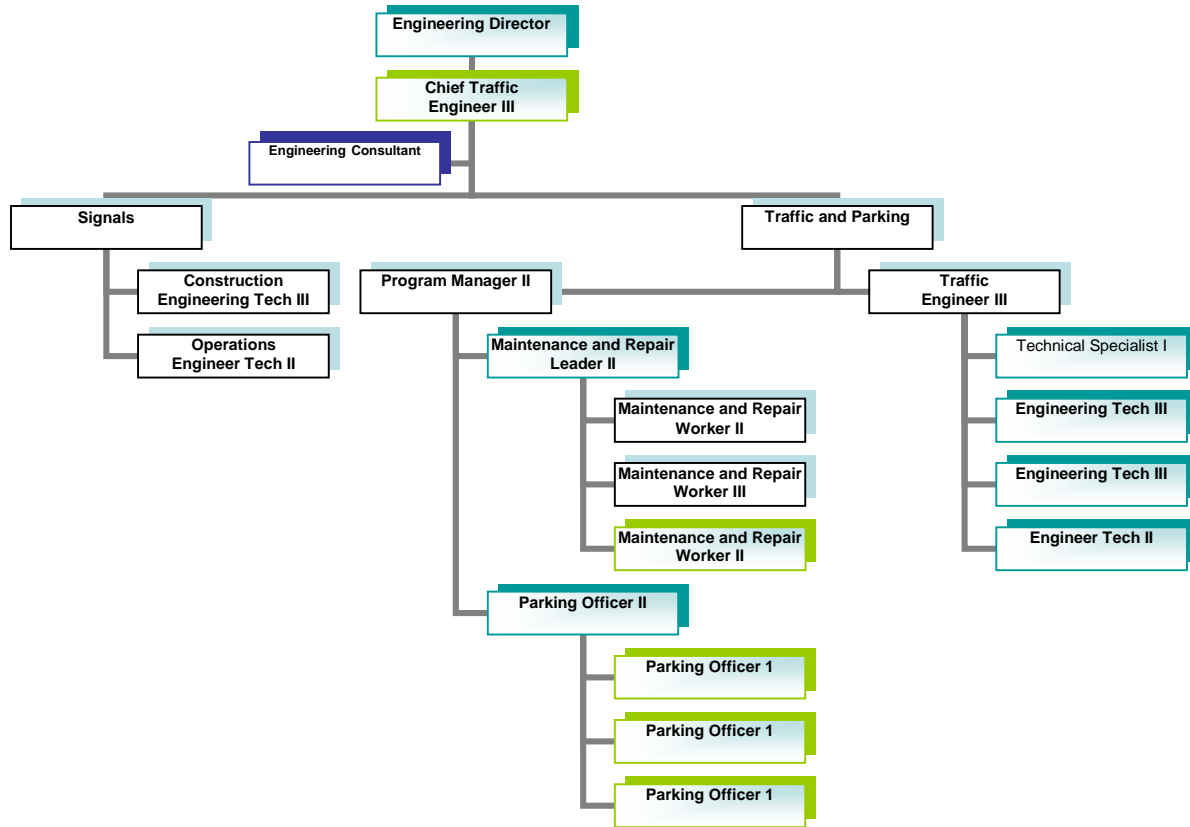 Engineering Director
Chief Traffic
Engineer III
Engineering Consultant
Signals
Traffic and Parking
Construction
Engineering Tech III
Operations
Engineer Tech II
Program Manager II
Traffic
Engineer III
Maintenance and Repair
Leader II
Maintenance and Repair
Worker II
Maintenance and Repair
Worker III
Maintenance and Repair
Worker II
Parking Officer II
Parking Officer 1
Parking Officer 1
Parking Officer 1
Technical Specialist I
Engineering Tech III
Engineering Tech III
Engineer Tech II